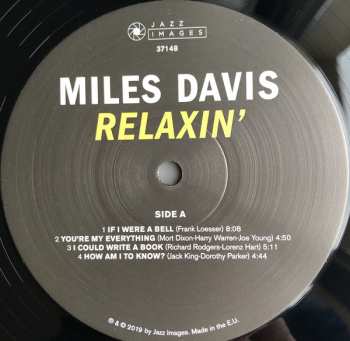 JAZZ
IMAGES
37148
MILES DAVIS
RELAXIN'
SIDE A
1 IF I WERE A BELL (Frank Loesser) 8:08
2 YOU'RE MY EVERYTHING (Mort Dixon-Harry Warren-Joe Young) 4:50
3 I COULD WRITE A BOOK (Richard Rodgers-Lorenz Hart) 5:11
4 HOW AM I TO KNOW? (Jack King-Dorothy Parker) 4:44
℗ & © 2019 by Jazz Images. Made in the E.U.